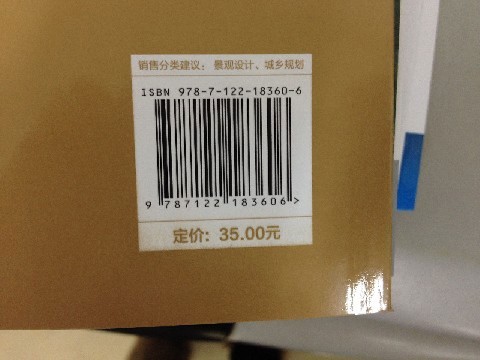 销售分类建议：景观设计、城乡规划
ISBN 978-7-122-18360-6
9 787122 183606 >
定价：35.00元